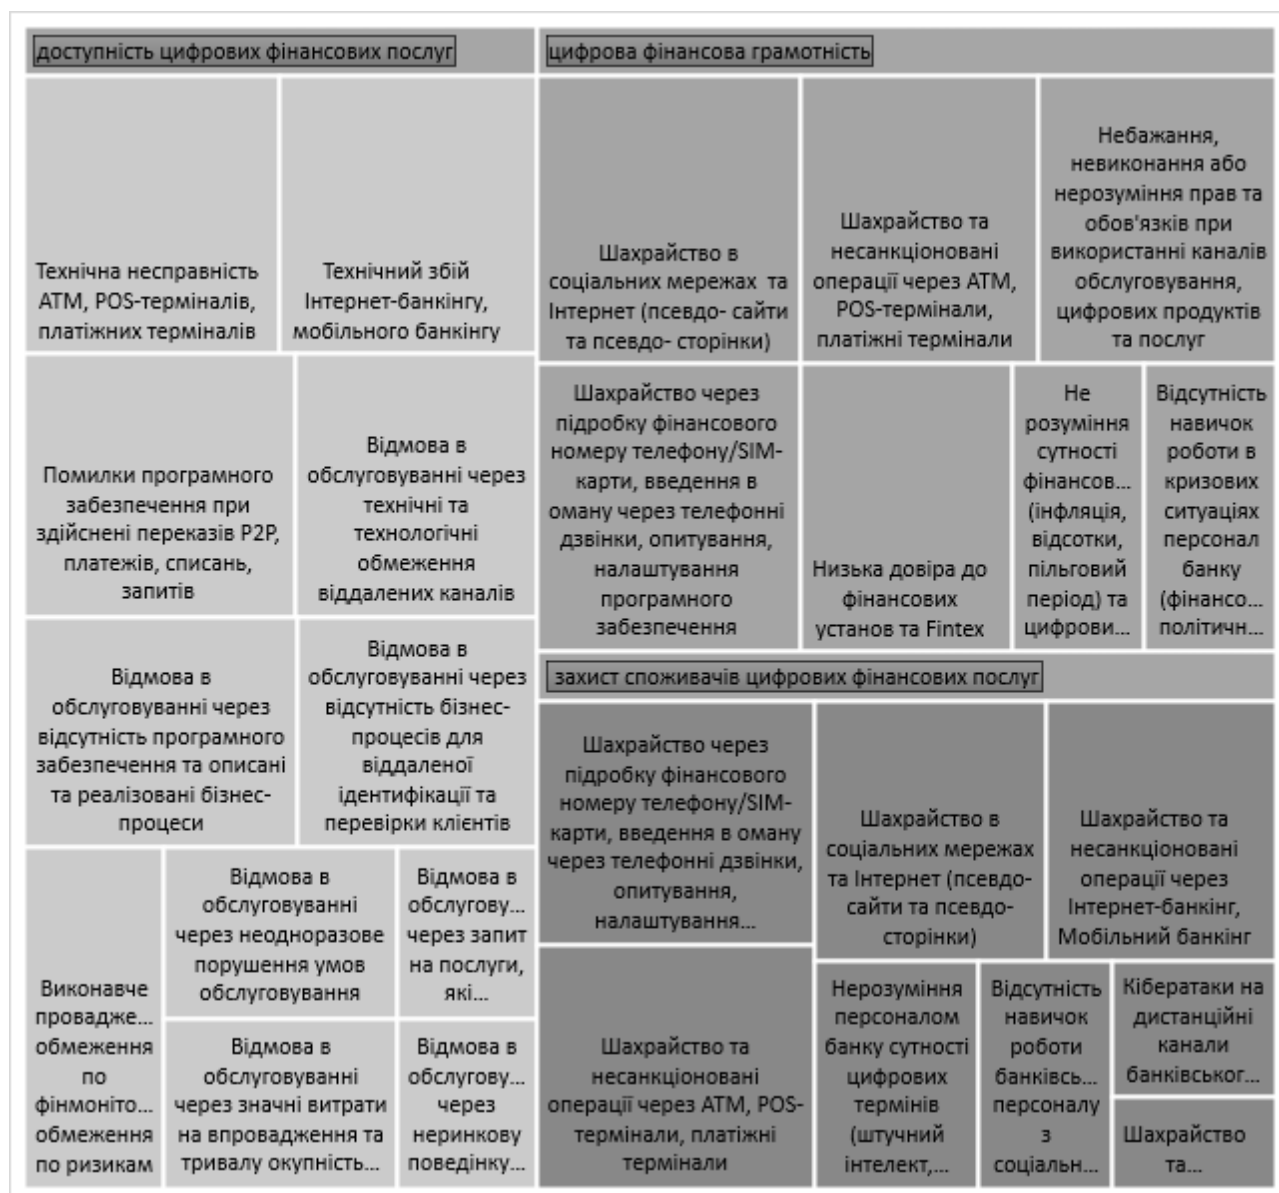 доступність цифрових фінансових послуг
Технічна несправність
АТМ, POS-терміналів,
платіжних терміналів
Технічний збій
Інтернет-банкінгу,
мобільного банкінгу
Помилки програмного
забезпечення при
здійснені переказів P2P,
платежів, списань,
запитів
Відмова в
обслуговуванні через
технічні та
технологічні
обмеження
віддалених каналів
Відмова в
обслуговуванні через
відсутність програмного
забезпечення та описані
та реалізовані бізнес-
процеси
Відмова в
обслуговуванні через
відсутність бізнес-
процесів для
віддаленої
ідентифікації та
перевірки клієнтів
Виконавче
провадже...
обмеження
по
фінмоніто...
обмеження
по ризикам
Відмова в
обслуговуванні
через неодноразове
порушення умов
обслуговування
Відмова в
обслугову...
через запит
на послуги,
які...
Відмова в
обслуговуванні
через значні витрати
на впровадження та
тривалу окупність...
Відмова в
обслугову...
через
неринкову
поведінку...
цифрова фінансова грамотність
Шахрайство в
соціальних мережах та
Інтернет (псевдо- сайти
та псевдо- сторінки)
Шахрайство та
несанкціоновані
операції через АТМ,
POS-термінали,
платіжні термінали
Небажання,
невиконання або
нерозуміння прав та
обов'язків при
використанні каналів
обслуговування,
цифрових продуктів
та послуг
Шахрайство через
підробку фінансового
номеру телефону/SIM-
карти, введення в
оману через телефонні
дзвінки, опитування,
налаштування
програмного
забезпечення
Низька довіра до
фінансових
установ та Fintex
Не
розуміння
сутності
фінансов...
(інфляція,
відсотки,
пільговий
період) та
цифрови...
Відсутність
навичок
роботи в
кризових
ситуаціях
персонал
банку
(фінансо...
політичн...
захист споживачів цифрових фінансових послуг
Шахрайство через
підробку фінансового
номеру телефону/SIM-
карти, введення в оману
через телефонні дзвінки,
опитування,
налаштування...
Шахрайство в
соціальних мережах
та Інтернет (псевдо-
сайти та псевдо-
сторінки)
Шахрайство та
несанкціоновані
операції через
Інтернет-банкінг,
Мобільний банкінг
Шахрайство та
несанкціоновані
операції через АТМ, POS-
термінали, платіжні
термінали
Нерозуміння
персоналом
банку сутності
цифрових
термінів
(штучний
інтелект,...
Відсутність
навичок
роботи
банківсь...
персоналу
з
соціальн...
Кібератаки на
дистанційні
канали
банківськог...
Шахрайство
та...